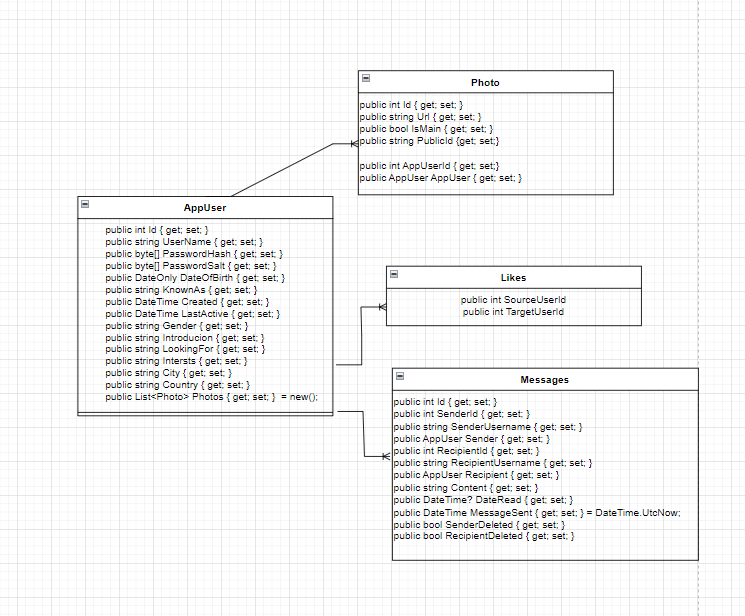 Photo
public int Id { get; set; }
public string Url { get; set; }
public bool IsMain { get; set; }
public string PublicId {get; set;}
public int AppUserId { get; set;}
public AppUser AppUser { get; set; }
AppUser
public int Id { get; set; }
public string UserName { get; set; }
public byte[] PasswordHash { get; set; }
public byte[] PasswordSalt { get; set; }
public DateOnly DateOfBirth { get; set; }
public string KnownAs { get; set; }
public DateTime Created { get; set; }
public DateTime LastActive { get; set; }
public string Gender { get; set; }
public string Introducion { get; set; }
public string LookingFor { get; set; }
public string Intersts { get; set; }
public string City { get; set; }
public string Country { get; set; }
public List<Photo> Photos { get; set; } = new();
Likes
public int SourceUserId
public int TargetUserId
Messages
public int Id { get; set; }
public int SenderId { get; set; }
public string SenderUsername { get; set; }
public AppUser Sender { get; set; }
public int RecipientId { get; set; }
public string RecipientUsername { get; set; }
public AppUser Recipient { get; set; }
public string Content { get; set; }
public DateTime? DateRead { get; set; }
public DateTime MessageSent { get; set; } = DateTime.UtcNow;
public bool SenderDeleted { get; set; }
public bool RecipientDeleted { get; set; }